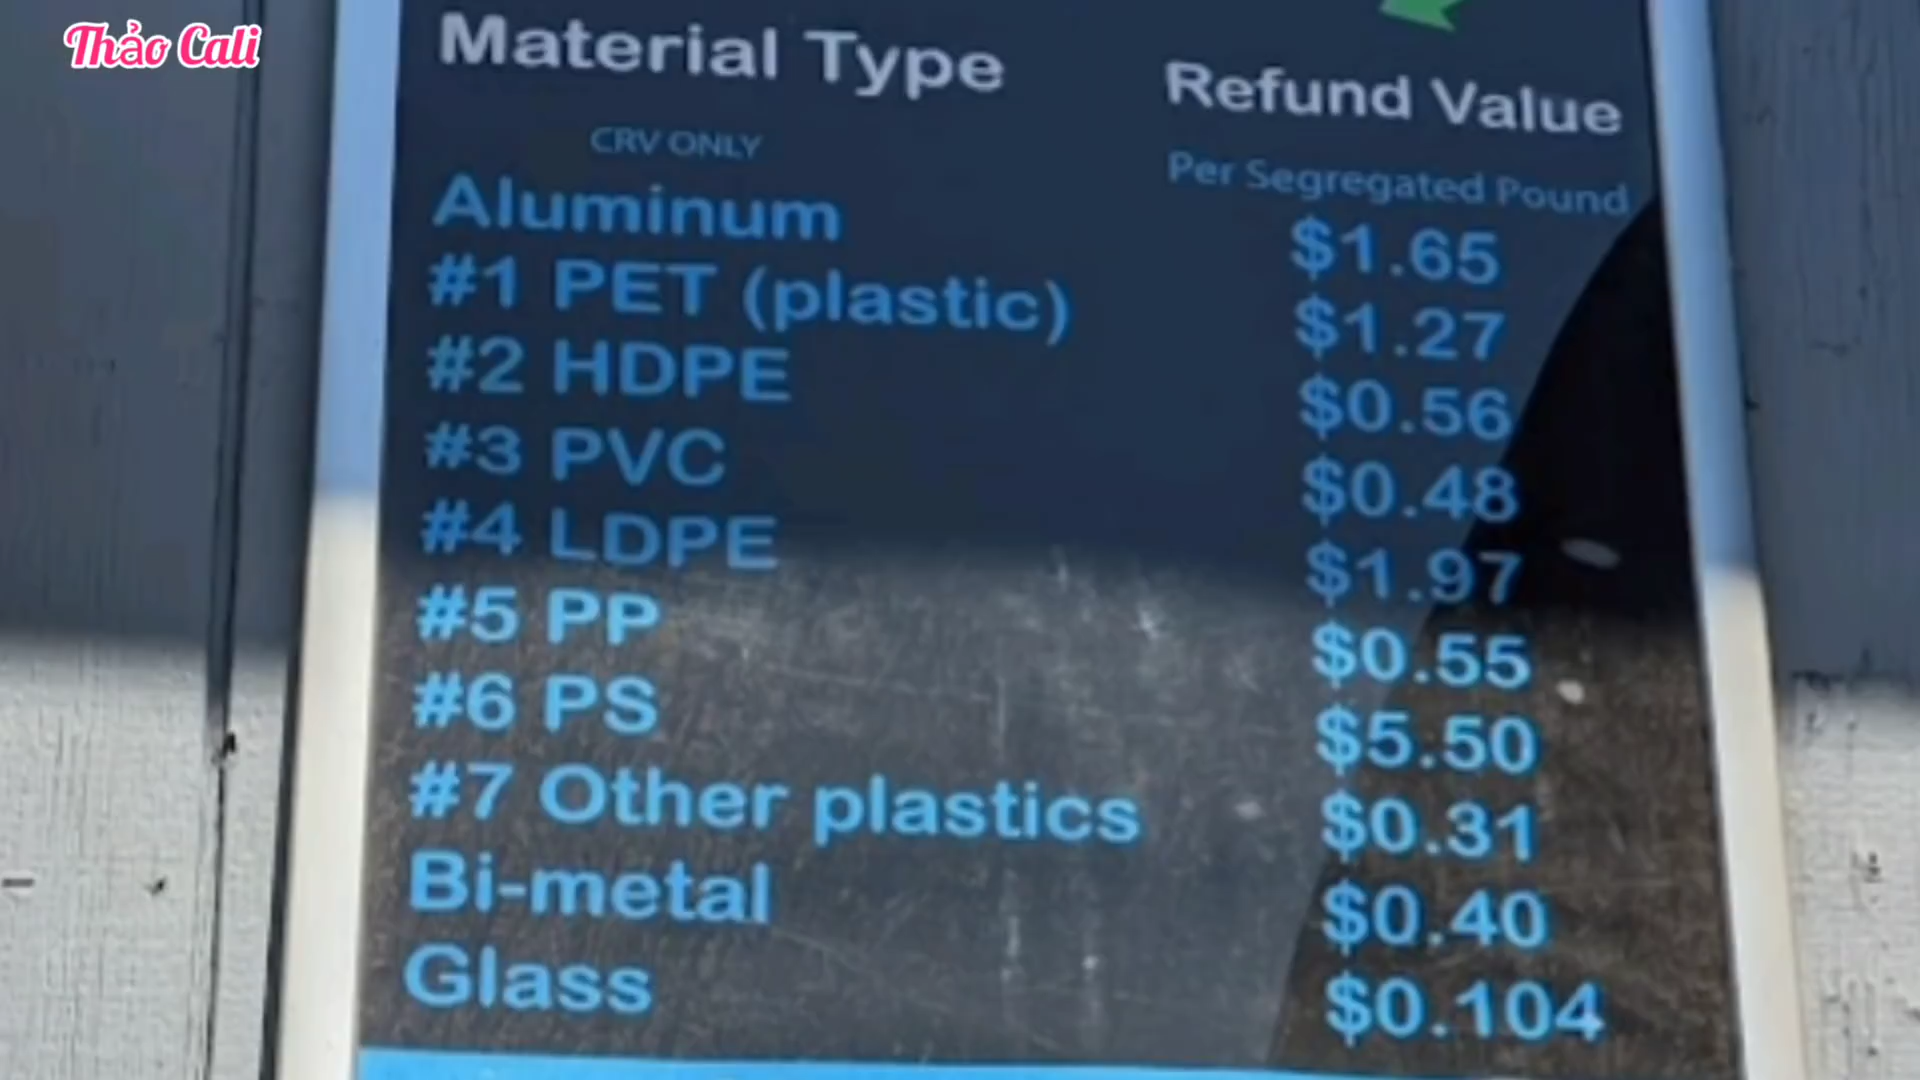 Thảo Cali
Material Type Refund Value
CRV ONLY Per Segregated Pound
Aluminum $1.65
#1 PET (plastic) $1.27
#2 HDPE $0.56
#3 PVC $0.48
#4 LDPE $1.97
#5 PP $0.55
#6 PS $5.50
#7 Other plastics $0.31
Bi-metal $0.40
Glass $0.104